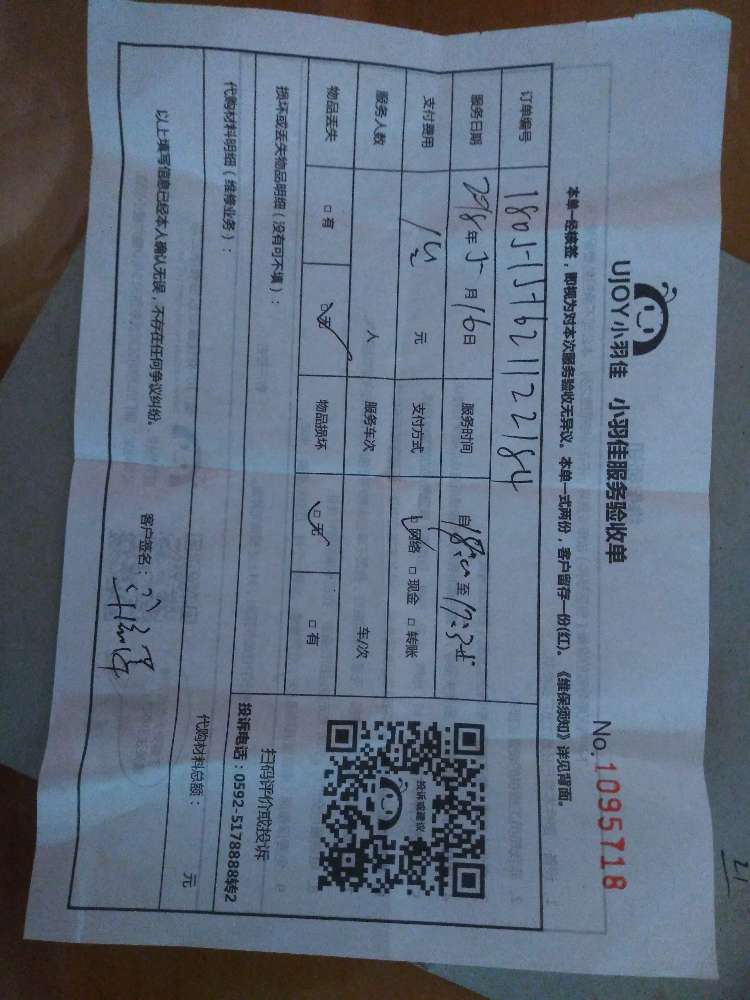 UJOY小羽佳 小羽佳服务验收单
No. 1095718
本单一经核签，即视为对本次服务验收无异议。本单一式两份，客户留存一份(红)。《维保须知》详见背面。
订单编号 1805-157621122184
服务日期 2018年5月16日 服务时间 自 至
支付费用 元 支付方式 ☑网络 □现金 □转账
服务人数 人 服务车次 车/次
物品丢失 □有 ☑无 物品损坏 ☑无 □有
损坏或丢失物品明细（没有可不填）：
投诉或建议
扫码评价或投诉
投诉电话：0592-5178888转2
代购材料明细（维修业务）：
代购材料总额： 元
以上填写信息已经本人确认无误，不存在任何争议纠纷。
客户签名：